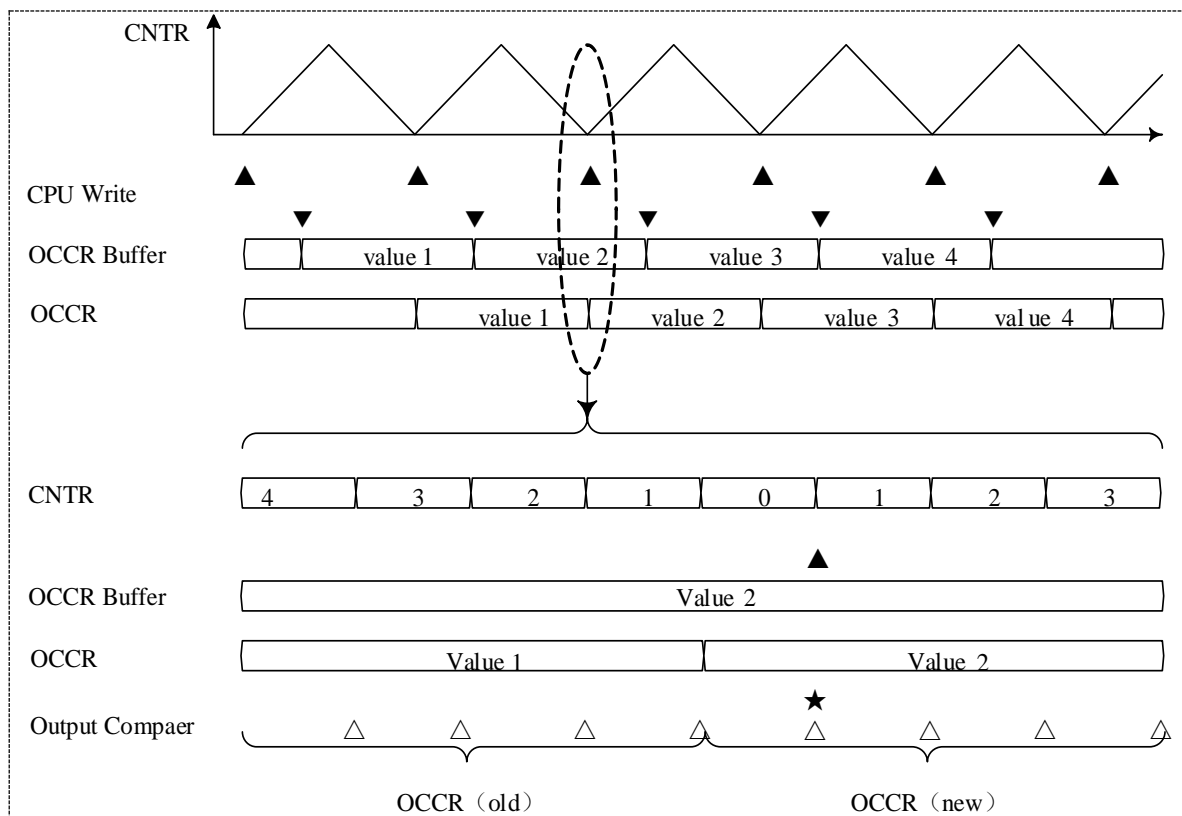 CNTR
CPU Write
OCCR Buffer value 1 value 2 value 3 value 4
OCCR value 1 value 2 value 3 value 4
CNTR 4 3 2 1 0 1 2 3
OCCR Buffer Value 2
OCCR Value 1 Value 2
Output Compaer
OCCR（old） OCCR（new）